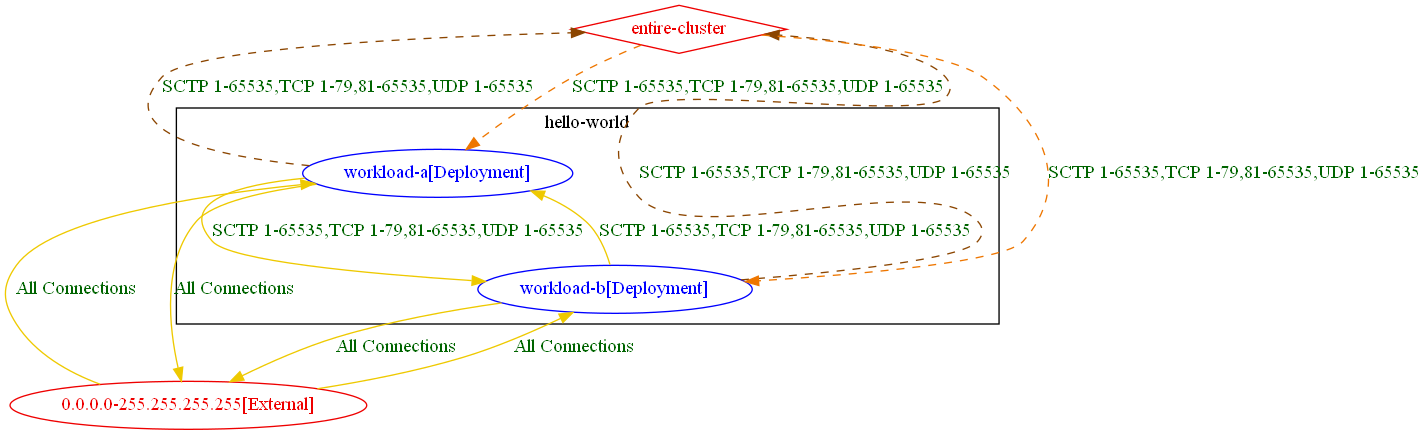 entire-cluster
SCTP 1-65535,TCP 1-79,81-65535,UDP 1-65535
SCTP 1-65535,TCP 1-79,81-65535,UDP 1-65535
hello-world
workload-a[Deployment]
SCTP 1-65535,TCP 1-79,81-65535,UDP 1-65535
SCTP 1-65535,TCP 1-79,81-65535,UDP 1-65535
SCTP 1-65535,TCP 1-79,81-65535,UDP 1-65535
SCTP 1-65535,TCP 1-79,81-65535,UDP 1-65535
All Connections
All Connections
workload-b[Deployment]
All Connections
All Connections
0.0.0.0-255.255.255.255[External]